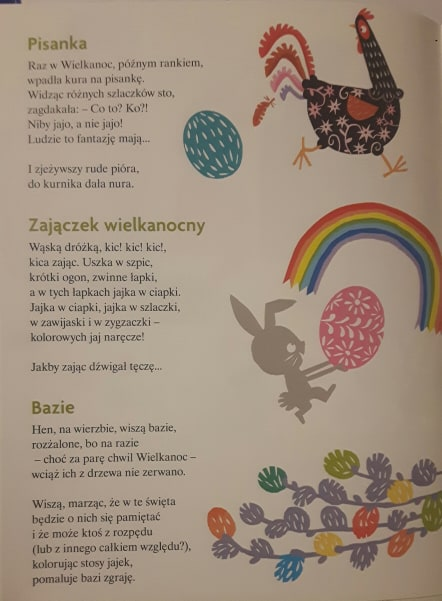 Pisanka
Raz w Wielkanoc, późnym rankiem,
wpadła kura na pisankę.
Widząc różnych szlaczków sto,
zagdakała: – Co to? Ko?!
Niby jajo, a nie jajo!
Ludzie to fantazję mają...
I zjeżywszy rude pióra,
do kurnika dała nura.
Zajączek wielkanocny
Wąską dróżką, kic! kic! kic!,
kica zając. Uszka w szpic,
krótki ogon, zwinne łapki,
a w tych łapkach jajka w ciapki.
Jajka w ciapki, jajka w szlaczki,
w zawijaski i w zygzaczki –
kolorowych jaj naręcze!
Jakby zając dźwigał tęczę...
Bazie
Hen, na wierzbie, wiszą bazie,
rozżalone, bo na razie
– choć za parę chwil Wielkanoc –
wciąż ich z drzewa nie zerwano.
Wiszą, marząc, że w te święta
będzie o nich się pamiętać
i że może ktoś z rozpędu
(lub z innego całkiem względu?),
kolorując stosy jajek,
pomaluje bazi zgraję.